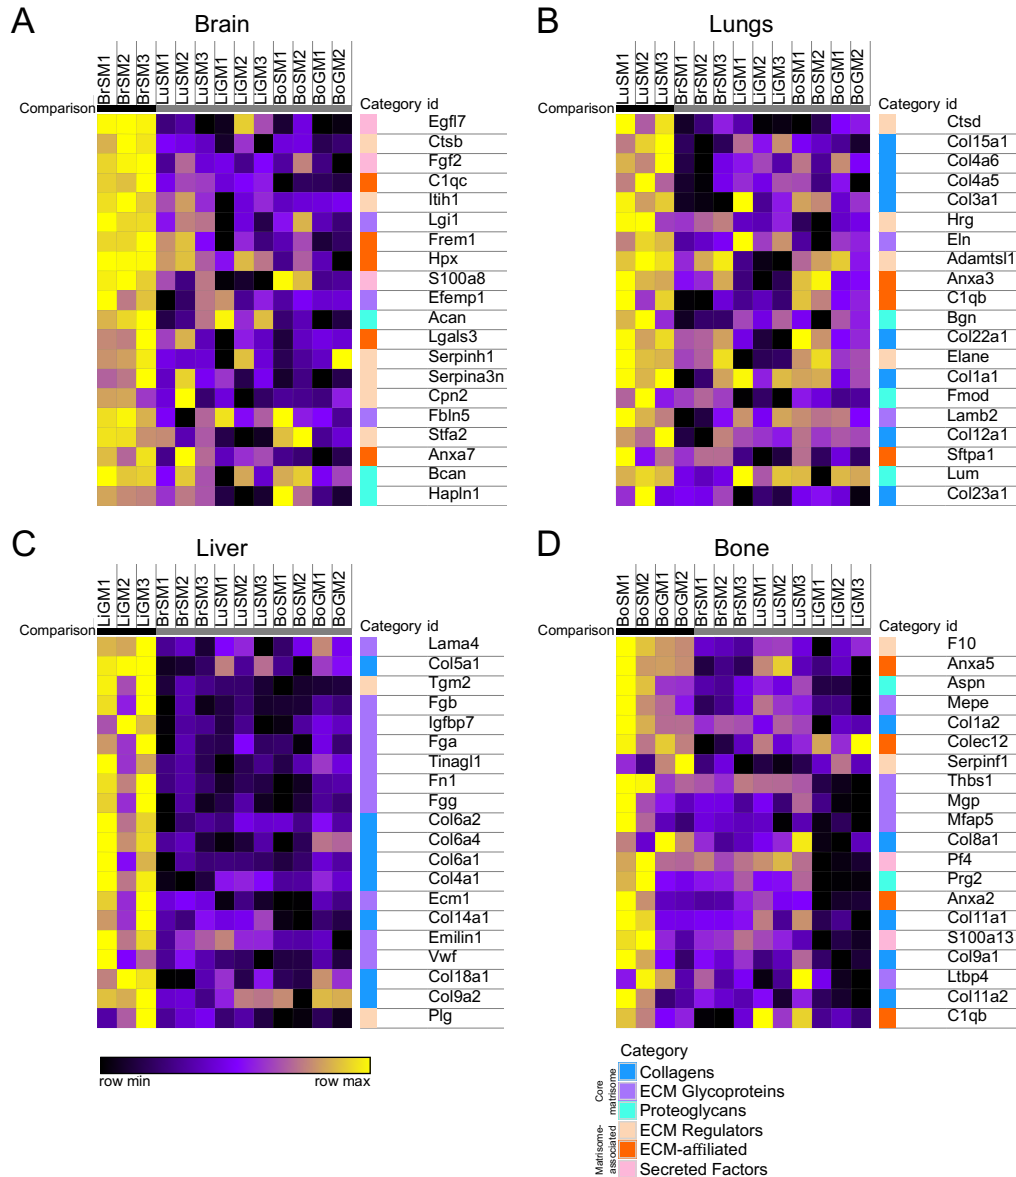 A
Brain
BrSM1 BrSM2 BrSM3 LuSM1 LuSM2 LuSM3 LiGM1 LiGM2 LiGM3 BoSM1 BoSM2 BoGM1 BoGM2
Comparison Category id
Egfl7
Ctsb
Fgf2
C1qc
Itih1
Lgi1
Frem1
Hpx
S100a8
Efemp1
Acan
Lgals3
Serpinh1
Serpina3n
Cpn2
Fbln5
Stfa2
Anxa7
Bcan
Hapln1
B
Lungs
LuSM1 LuSM2 LuSM3 BrSM1 BrSM2 BrSM3 LiGM1 LiGM2 LiGM3 BoSM1 BoSM2 BoGM1 BoGM2
Comparison Category id
Ctsd
Col15a1
Col4a6
Col4a5
Col3a1
Hrg
Eln
Adamtsl1
Anxa3
C1qb
Bgn
Col22a1
Elane
Col1a1
Fmod
Lamb2
Col12a1
Sftpa1
Lum
Col23a1
C
Liver
LiGM1 LiGM2 LiGM3 BrSM1 BrSM2 BrSM3 LuSM1 LuSM2 LuSM3 BoSM1 BoSM2 BoGM1 BoGM2
Comparison Category id
Lama4
Col5a1
Tgm2
Fgb
Igfbp7
Fga
Tinagl1
Fn1
Fgg
Col6a2
Col6a4
Col6a1
Col4a1
Ecm1
Col14a1
Emilin1
Vwf
Col18a1
Col9a2
Plg
row min row max
D
Bone
BoSM1 BoSM2 BoGM1 BoGM2 BrSM1 BrSM2 BrSM3 LuSM1 LuSM2 LuSM3 LiGM1 LiGM2 LiGM3
Comparison Category id
F10
Anxa5
Aspn
Mepe
Col1a2
Colec12
Serpinf1
Thbs1
Mgp
Mfap5
Col8a1
Pf4
Prg2
Anxa2
Col11a1
S100a13
Col9a1
Ltbp4
Col11a2
C1qb
Category
Core
matrisome
Collagens
ECM Glycoproteins
Proteoglycans
Matrisome-
associated
ECM Regulators
ECM-affiliated
Secreted Factors